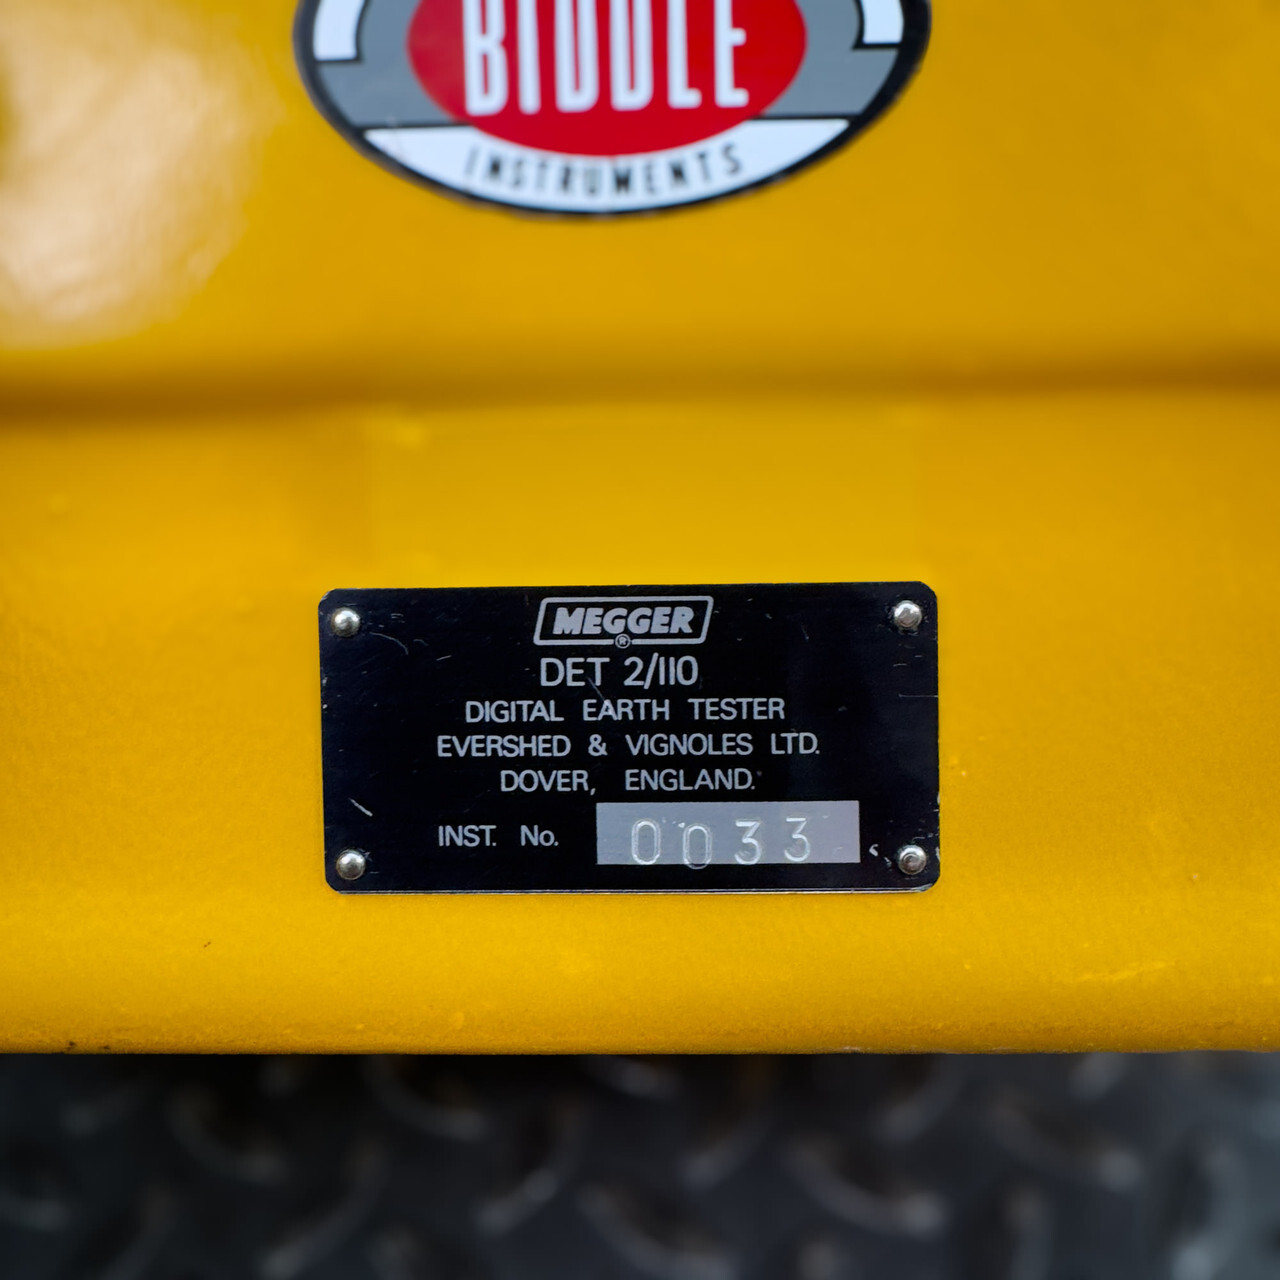 BIDDLE
INSTRUMENTS
MEGGER
®
DET 2/110
DIGITAL EARTH TESTER
EVERSHED & VIGNOLES LTD.
DOVER, ENGLAND.
INST. No. 0033